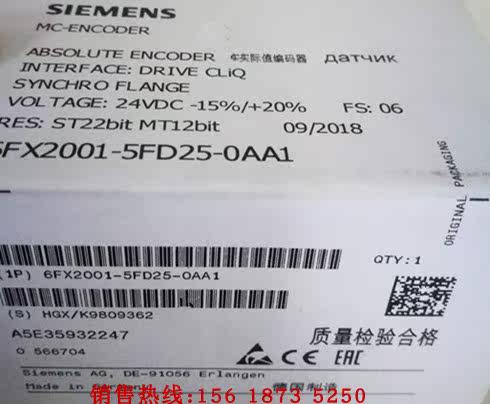 SIEMENS
MC-ENCODER
ABSOLUTE ENCODER 实际值编码器 датчик
INTERFACE: DRIVE CLiQ
SYNCHRO FLANGE
VOLTAGE: 24VDC -15%/+20% FS: 06
RES: ST22bit MT12bit 09/2018
6FX2001-5FD25-0AA1
ORIGINAL PACKAGING
QTY:1
(1P) 6FX2001-5FD25-0AA1
(S) HGX/K9809362
A5E35932247
质量检验合格
O 566704
CE EAC
Siemens AG, DE-91056 Erlangen
Made in Germany 德国制造
销售热线:156 1873 5250